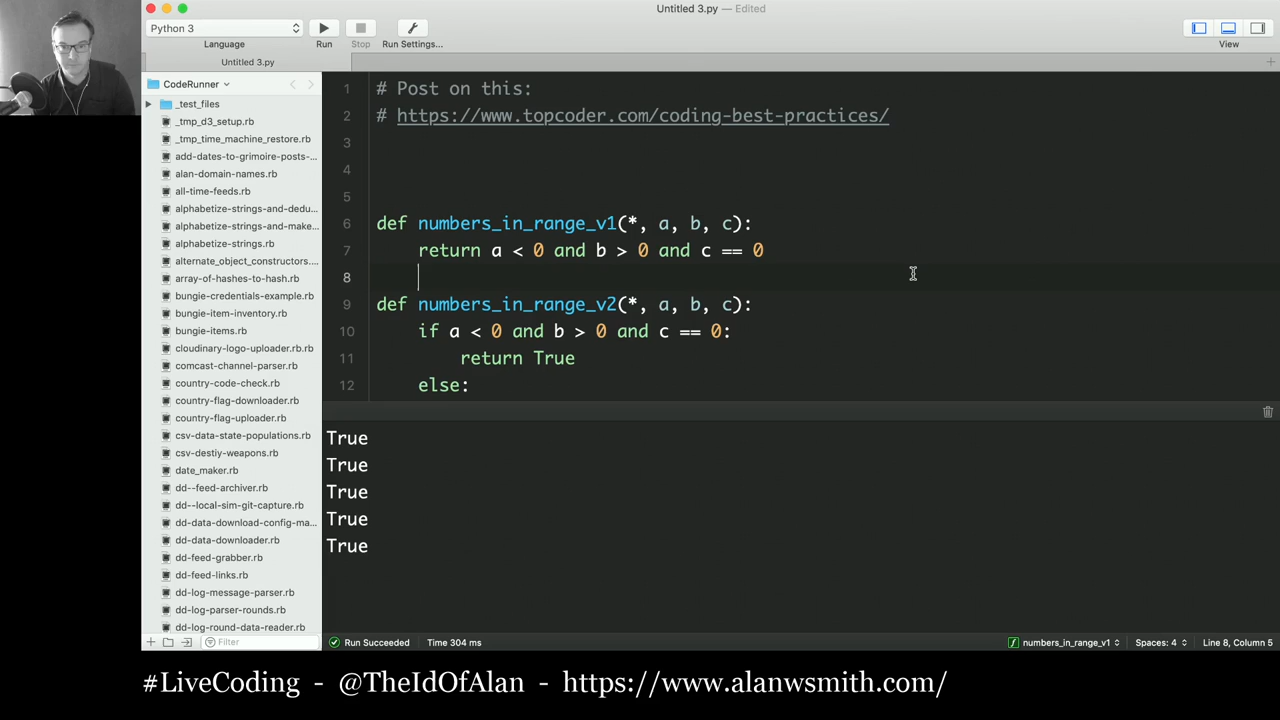 Untitled 3.py — Edited
Python 3
Language
Run
Stop
Run Settings...
View
Untitled 3.py
CodeRunner
_test_files
_tmp_d3_setup.rb
_tmp_time_machine_restore.rb
add-dates-to-grimoire-posts-...
alan-domain-names.rb
all-time-feeds.rb
alphabetize-strings-and-dedu...
alphabetize-strings-and-make...
alphabetize-strings.rb
alternate_object_constructors....
array-of-hashes-to-hash.rb
bungie-credentials-example.rb
bungie-item-inventory.rb
bungie-items.rb
cloudinary-logo-uploader.rb.rb
comcast-channel-parser.rb
country-code-check.rb
country-flag-downloader.rb
country-flag-uploader.rb
csv-data-state-populations.rb
csv-destiy-weapons.rb
date_maker.rb
dd--feed-archiver.rb
dd--local-sim-git-capture.rb
dd-data-download-config-ma...
dd-data-downloader.rb
dd-feed-grabber.rb
dd-feed-links.rb
dd-log-message-parser.rb
dd-log-parser-rounds.rb
dd-log-round-data-reader.rb
Filter
1 # Post on this:
2 # https://www.topcoder.com/coding-best-practices/
3
4
5
6 def numbers_in_range_v1(*, a, b, c):
7 return a < 0 and b > 0 and c == 0
8
9 def numbers_in_range_v2(*, a, b, c):
10 if a < 0 and b > 0 and c == 0:
11 return True
12 else:
True
True
True
True
True
Run Succeeded Time 304 ms
numbers_in_range_v1 Spaces: 4 Line 8, Column 5
#LiveCoding - @TheIdOfAlan - https://www.alanwsmith.com/